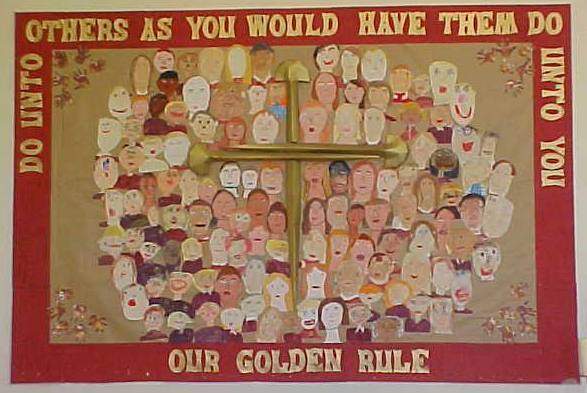 DO UNTO
OTHERS AS YOU WOULD HAVE THEM DO
UNTO YOU
OUR GOLDEN RULE